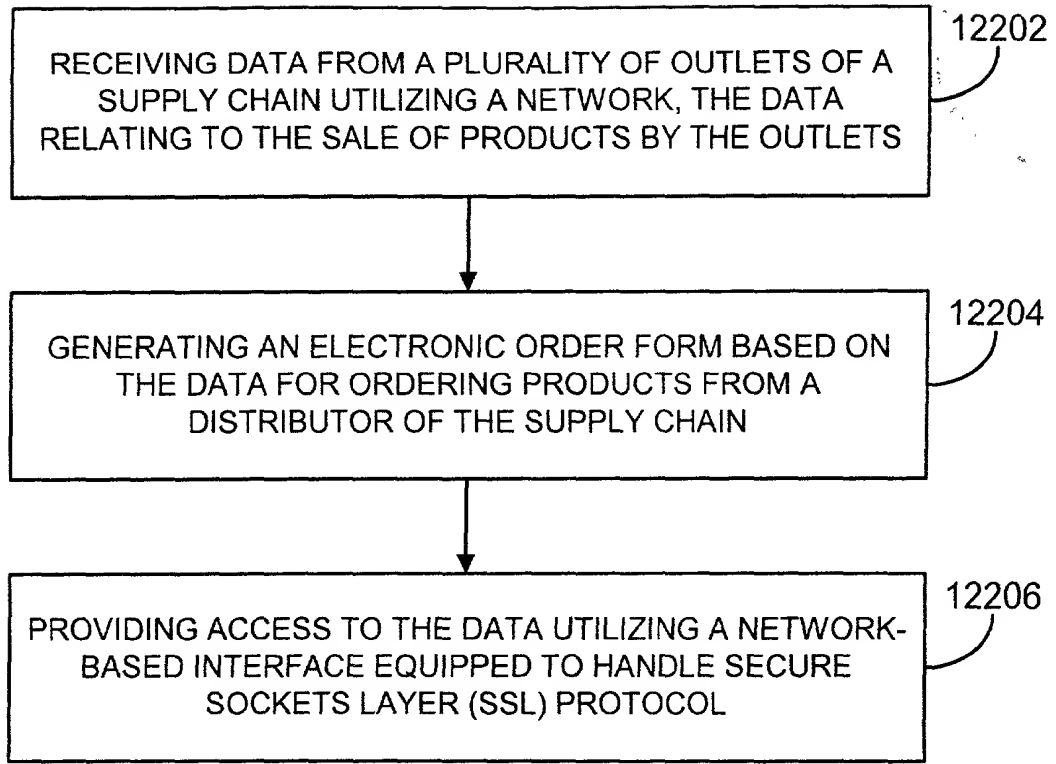 12202
RECEIVING DATA FROM A PLURALITY OF OUTLETS OF A
SUPPLY CHAIN UTILIZING A NETWORK, THE DATA
RELATING TO THE SALE OF PRODUCTS BY THE OUTLETS
12204
GENERATING AN ELECTRONIC ORDER FORM BASED ON
THE DATA FOR ORDERING PRODUCTS FROM A
DISTRIBUTOR OF THE SUPPLY CHAIN
12206
PROVIDING ACCESS TO THE DATA UTILIZING A NETWORK-
BASED INTERFACE EQUIPPED TO HANDLE SECURE
SOCKETS LAYER (SSL) PROTOCOL